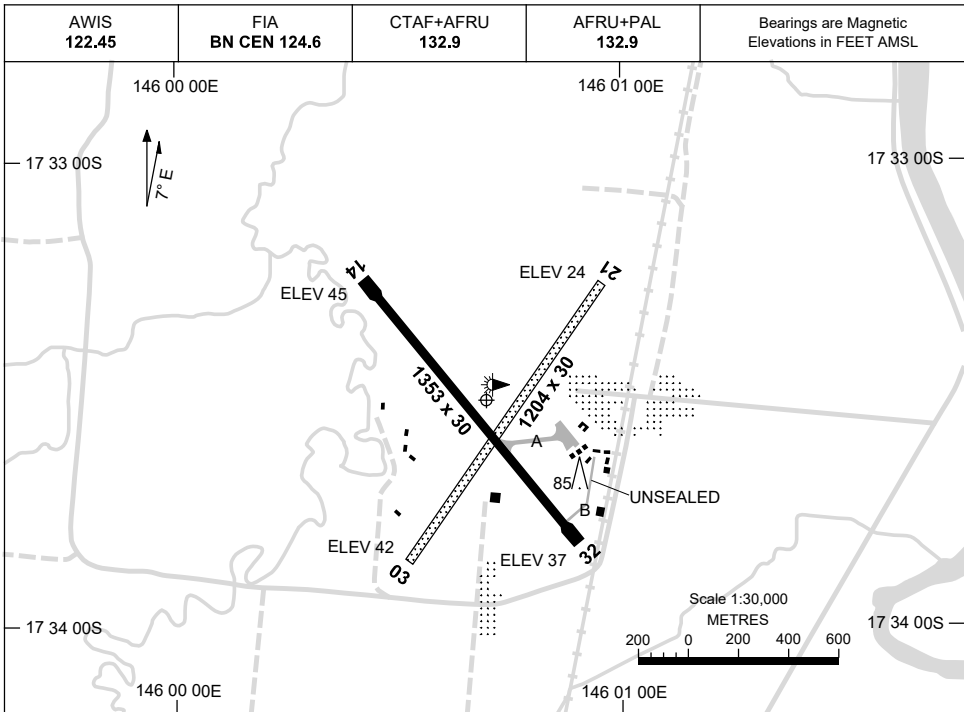 AWIS
122.45
FIA
BN CEN 124.6
CTAF+AFRU
132.9
AFRU+PAL
132.9
Bearings are Magnetic
Elevations in FEET AMSL
146 00 00E
146 01 00E
17 33 00S
17 33 00S
7° E
14
ELEV 45
ELEV 24
21
1353 x 30
1204 x 30
A
85
UNSEALED
B
ELEV 42
03
ELEV 37
32
Scale 1:30,000
METRES
200 0 200 400 600
17 34 00S
17 34 00S
146 00 00E
146 01 00E